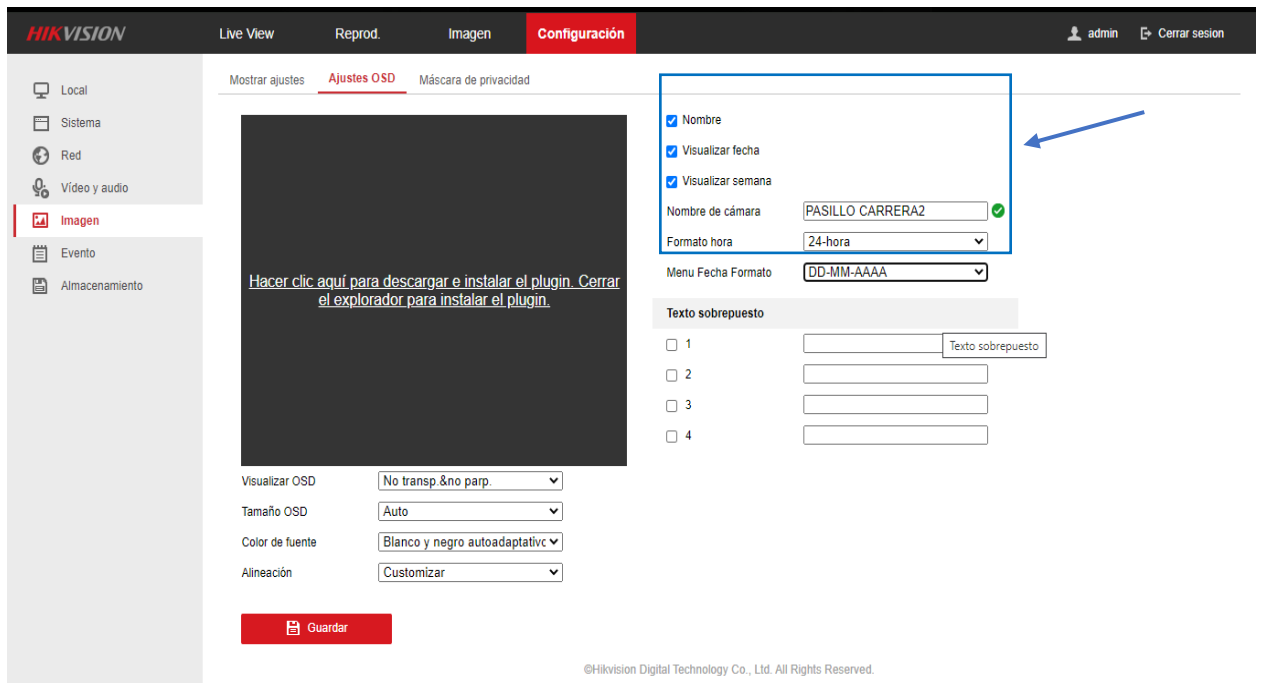 HIKVISION
Live View
Reprod.
Imagen
Configuración
admin
Cerrar sesion
Local
Sistema
Red
Vídeo y audio
Imagen
Evento
Almacenamiento
Mostrar ajustes
Ajustes OSD
Máscara de privacidad
Hacer clic aquí para descargar e instalar el plugin. Cerrar
el explorador para instalar el plugin.
Visualizar OSD
No transp.&no parp.
Tamaño OSD
Auto
Color de fuente
Blanco y negro autoadaptativo
Alineación
Customizar
Guardar
Nombre
Visualizar fecha
Visualizar semana
Nombre de cámara
PASILLO CARRERA2
Formato hora
24-hora
Menu Fecha Formato
DD-MM-AAAA
Texto sobrepuesto
1
Texto sobrepuesto
2
3
4
©Hikvision Digital Technology Co., Ltd. All Rights Reserved.